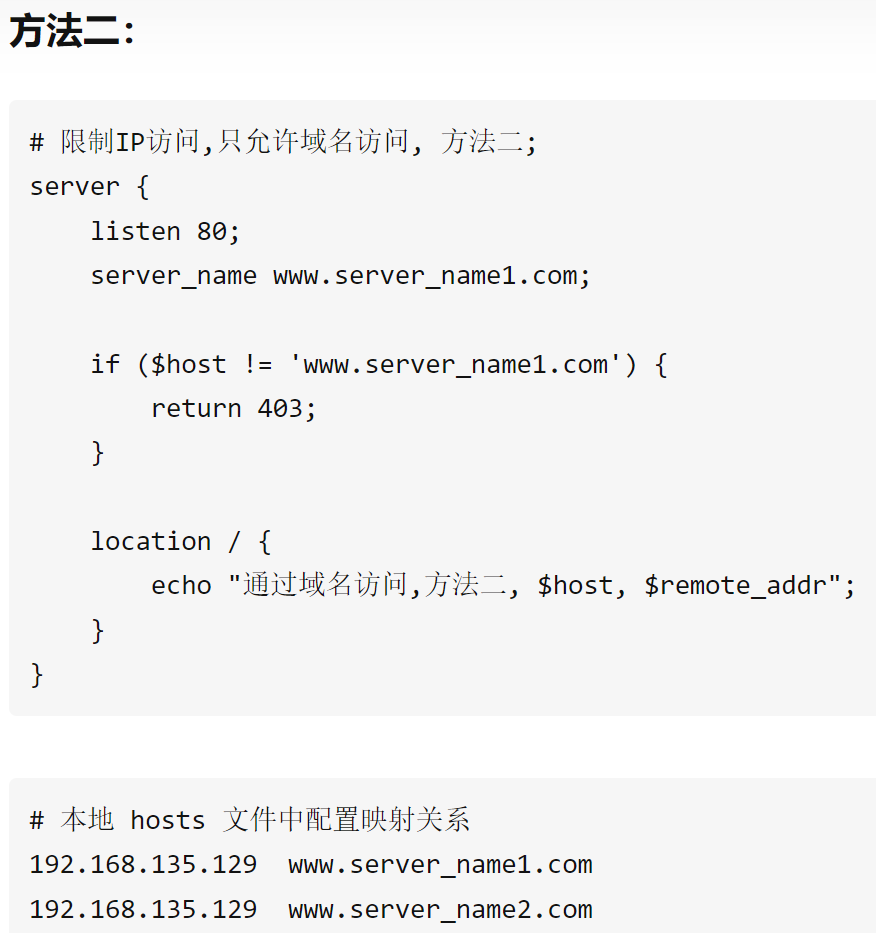 方法二：
# 限制IP访问,只允许域名访问, 方法二;
server {
    listen 80;
    server_name www.server_name1.com;
    if ($host != 'www.server_name1.com') {
        return 403;
    }
    location / {
        echo "通过域名访问,方法二, $host, $remote_addr";
    }
}
# 本地 hosts 文件中配置映射关系
192.168.135.129  www.server_name1.com
192.168.135.129  www.server_name2.com